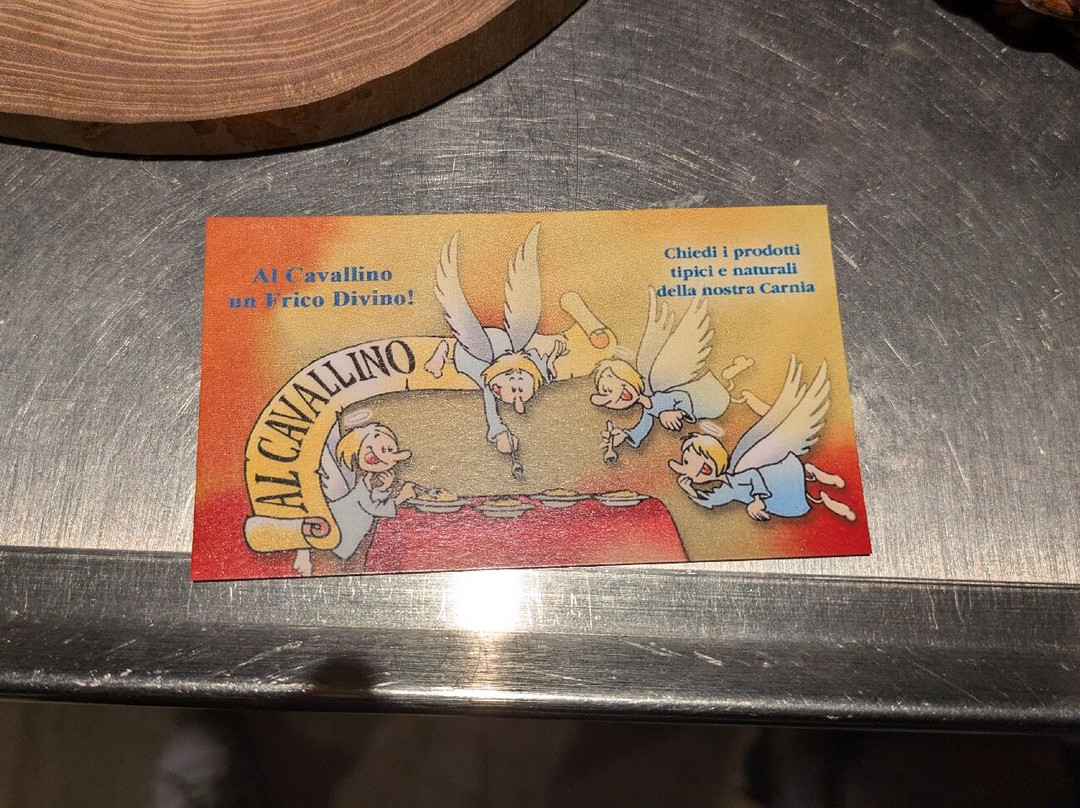 Al Cavallino
un Frico Divino!
Chiedi i prodotti
tipici e naturali
della nostra Carnia
AL CAVALLINO